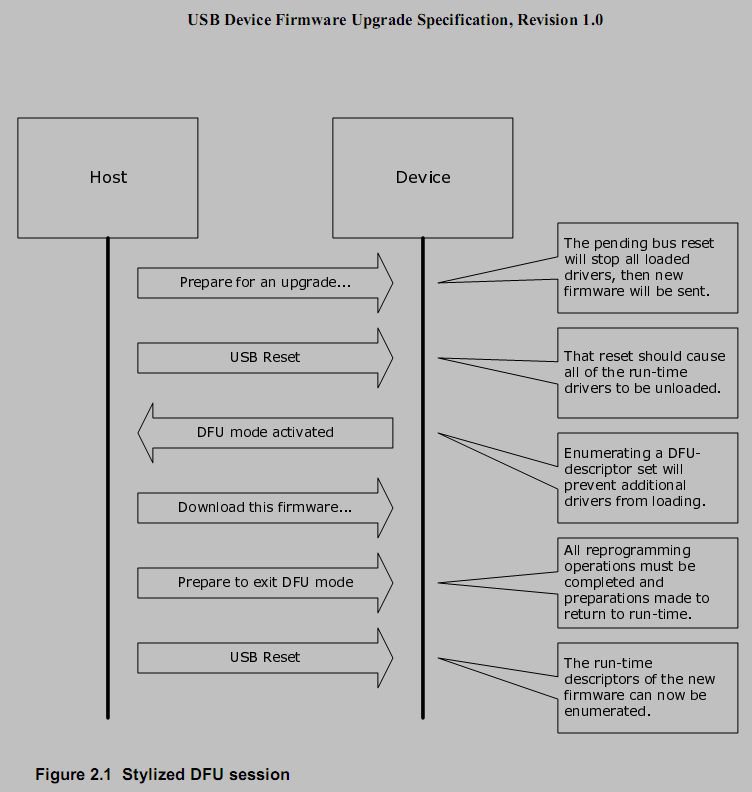 USB Device Firmware Upgrade Specification, Revision 1.0
Host
Device
Prepare for an upgrade...
The pending bus reset
will stop all loaded
drivers, then new
firmware will be sent.
USB Reset
That reset should cause
all of the run-time
drivers to be unloaded.
DFU mode activated
Enumerating a DFU-
descriptor set will
prevent additional
drivers from loading.
Download this firmware...
Prepare to exit DFU mode
All reprogramming
operations must be
completed and
preparations made to
return to run-time.
USB Reset
The run-time
descriptors of the new
firmware can now be
enumerated.
Figure 2.1 Stylized DFU session